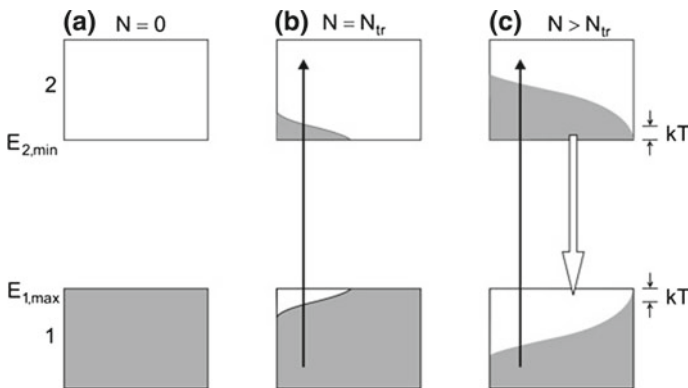 (a) N = 0
(b) N = N_tr
(c) N > N_tr
2
E_2,min
kT
E_1,max
kT
1